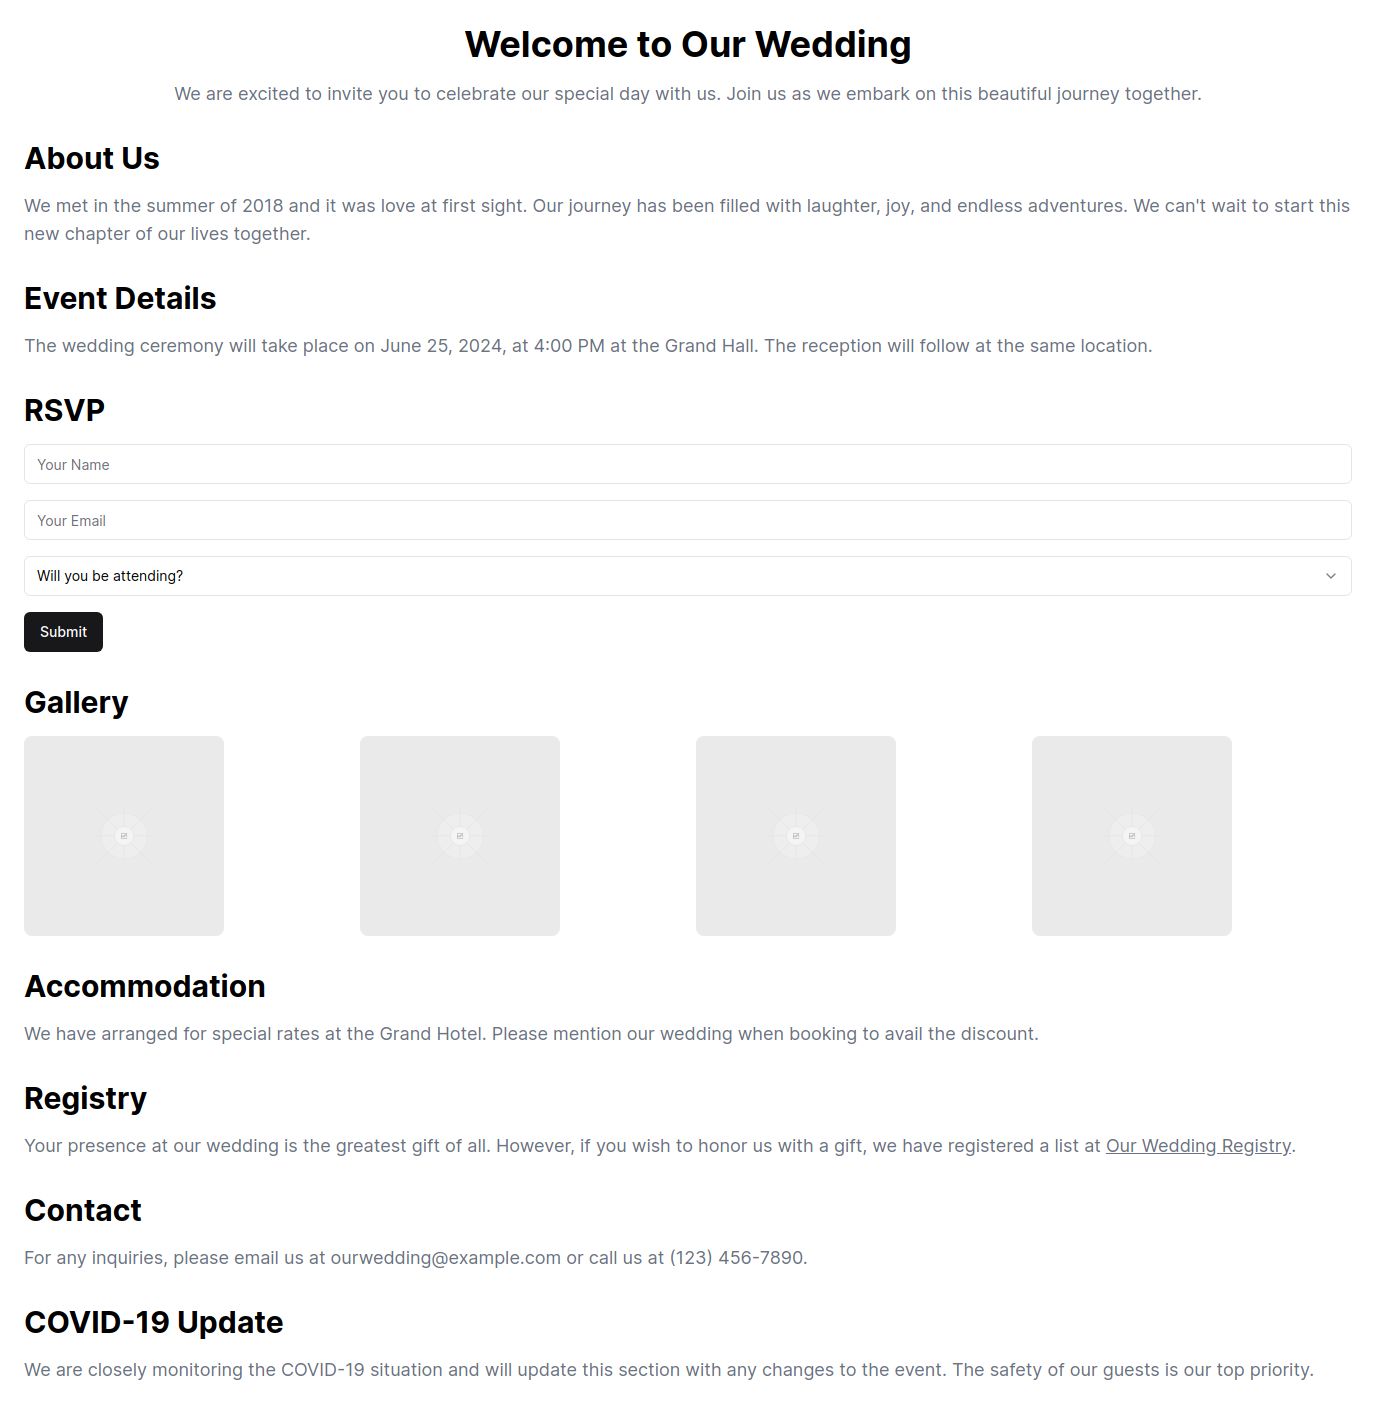 Welcome to Our Wedding
We are excited to invite you to celebrate our special day with us. Join us as we embark on this beautiful journey together.
About Us
We met in the summer of 2018 and it was love at first sight. Our journey has been filled with laughter, joy, and endless adventures. We can't wait to start this
new chapter of our lives together.
Event Details
The wedding ceremony will take place on June 25, 2024, at 4:00 PM at the Grand Hall. The reception will follow at the same location.
RSVP
Your Name
Your Email
Will you be attending?
Submit
Gallery
Accommodation
We have arranged for special rates at the Grand Hotel. Please mention our wedding when booking to avail the discount.
Registry
Your presence at our wedding is the greatest gift of all. However, if you wish to honor us with a gift, we have registered a list at Our Wedding Registry.
Contact
For any inquiries, please email us at ourwedding@example.com or call us at (123) 456-7890.
COVID-19 Update
We are closely monitoring the COVID-19 situation and will update this section with any changes to the event. The safety of our guests is our top priority.